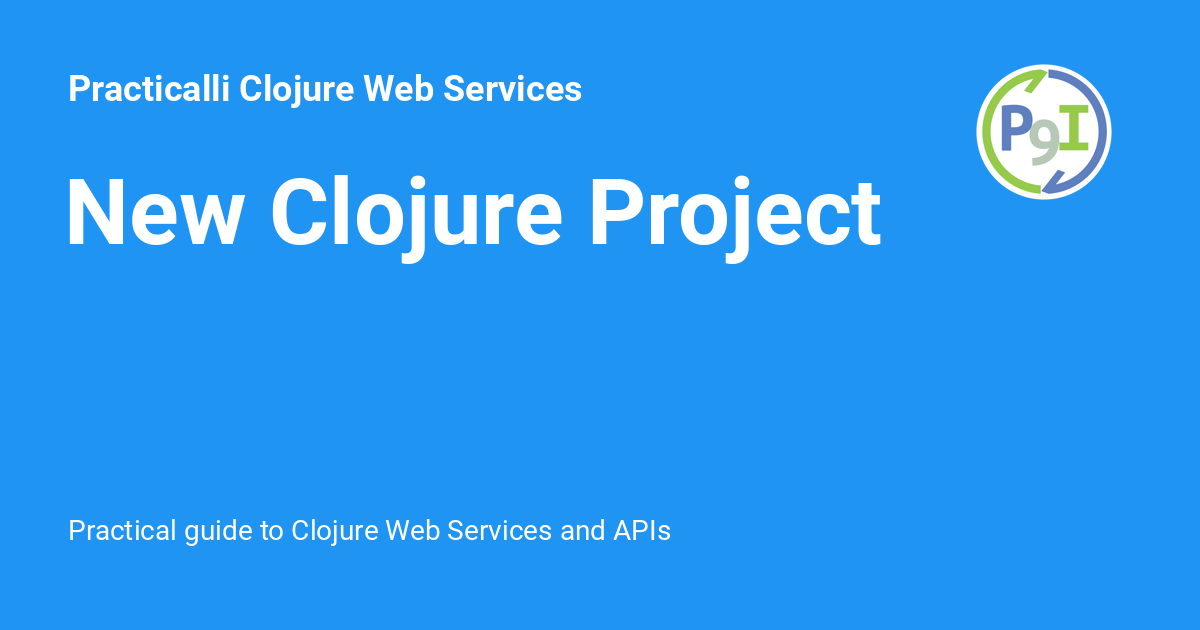 Practicalli Clojure Web Services
P9I
New Clojure Project
Practical guide to Clojure Web Services and APIs